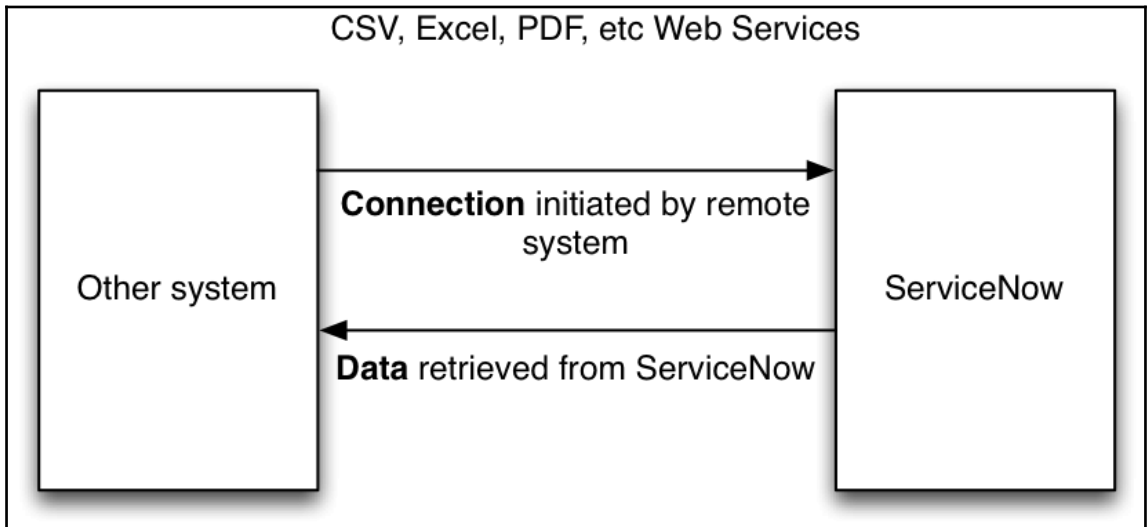 CSV, Excel, PDF, etc Web Services
Connection initiated by remote
system
Other system
ServiceNow
Data retrieved from ServiceNow